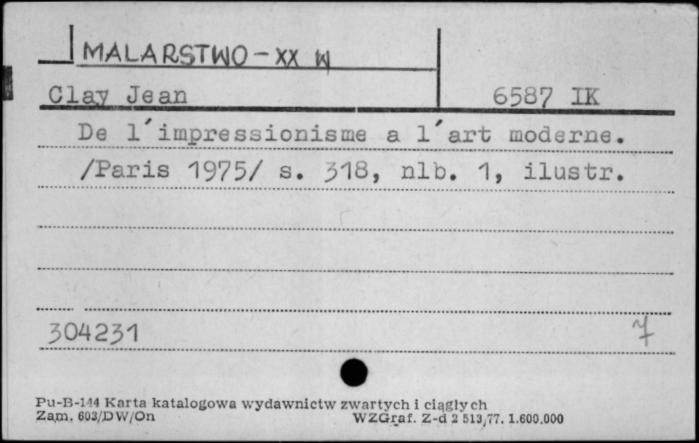 MALARSTWO - XX W
Clay Jean 6587 IK
De l´impressionisme a l´art moderne.
/Paris 1975/ s. 318, nlb. 1, ilustr.
304231 7
Pu-B-144 Karta katalogowa wydawnictw zwartych i ciągłych
Zam. 603/DW/On WZGraf. Z-d 2 513/77. 1.600.000